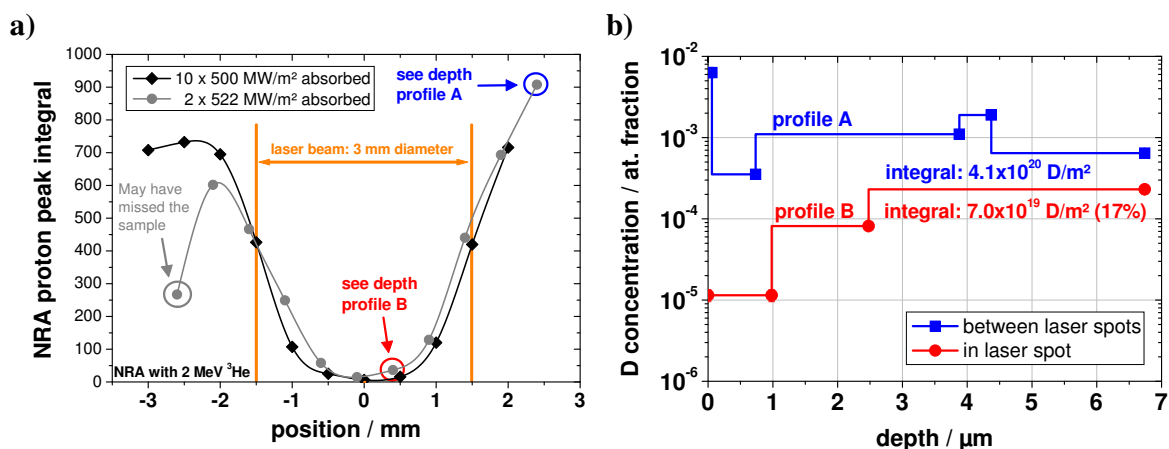 a)
NRA proton peak integral
1000
900
800
700
600
500
400
300
200
100
0
10 x 500 MW/m² absorbed
2 x 522 MW/m² absorbed
see depth
profile A
laser beam: 3 mm diameter
May have
missed the
sample
see depth
profile B
NRA with 2 MeV ³He
-3
-2
-1
0
1
2
3
position / mm
b)
D concentration / at. fraction
10⁻²
10⁻³
10⁻⁴
10⁻⁵
10⁻⁶
profile A
integral: 4.1x10²⁰ D/m²
profile B
integral: 7.0x10¹⁹ D/m² (17%)
between laser spots
in laser spot
0
1
2
3
4
5
6
7
depth / µm